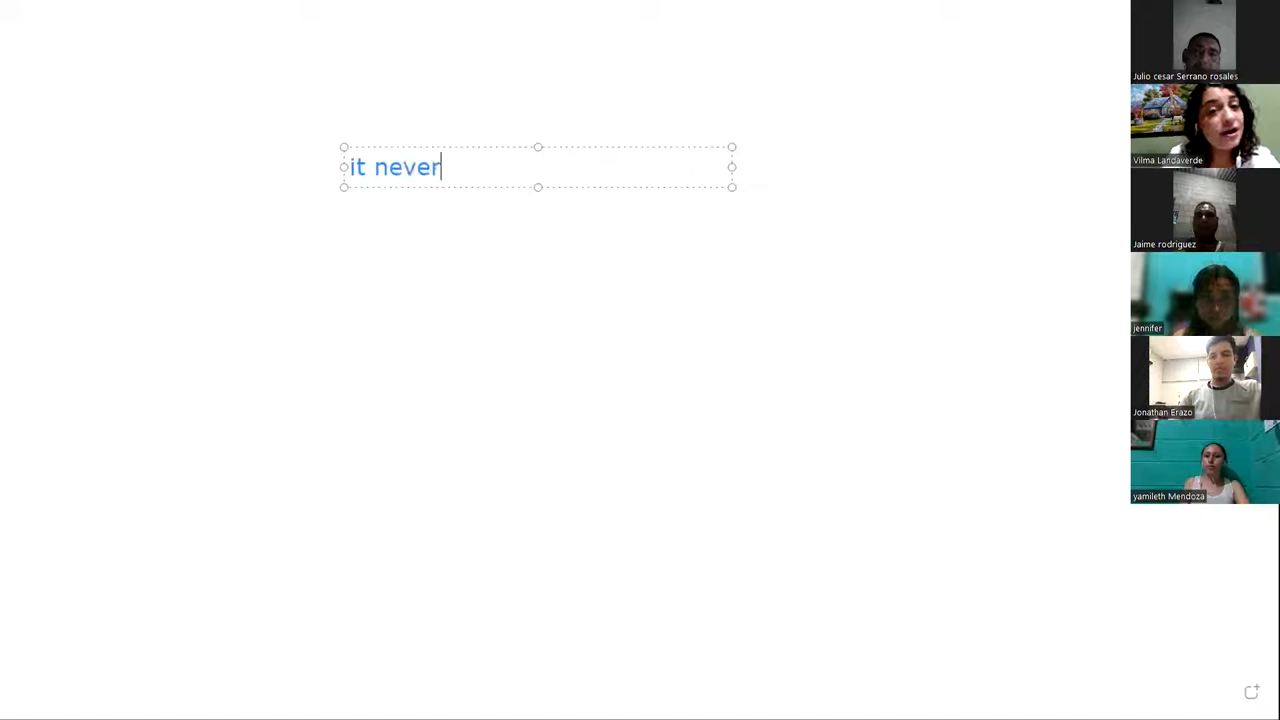 it never
Julio cesar Serrano rosales
Vilma Landaverde
Jaime rodriguez
jennifer
Jonathan Erazo
yamileth Mendoza